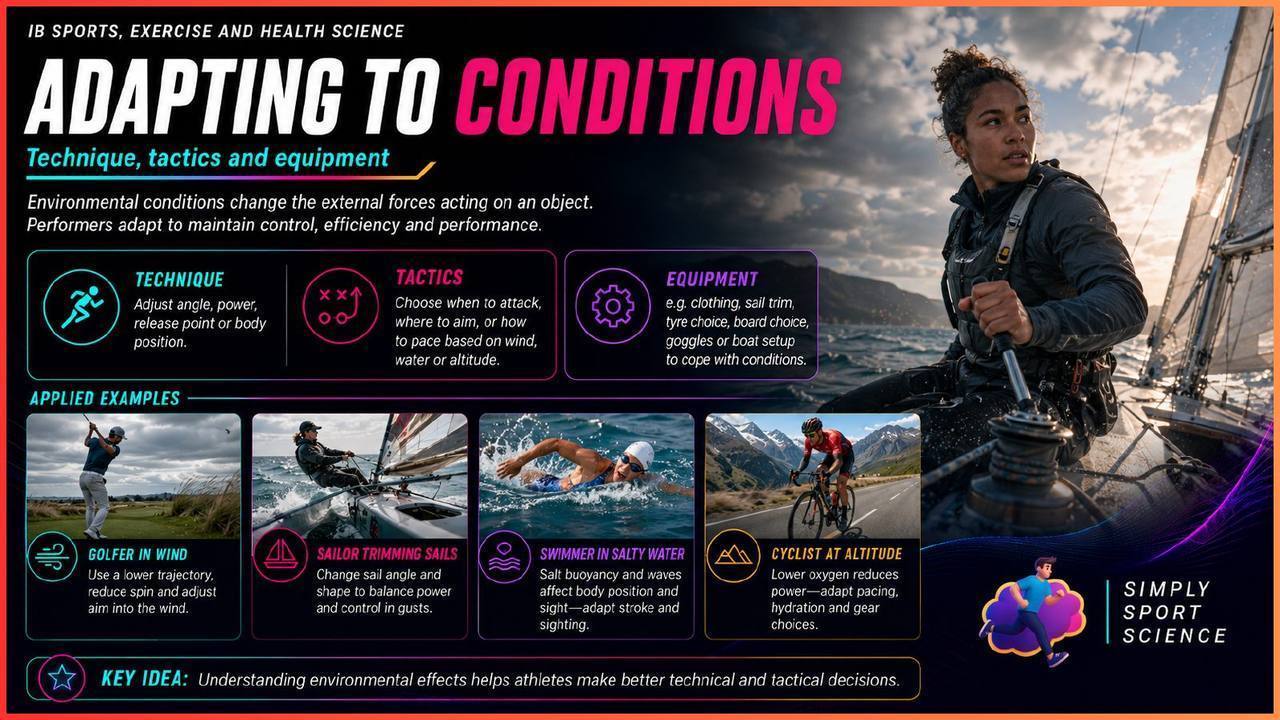 IB SPORTS, EXERCISE AND HEALTH SCIENCE
ADAPTING TO CONDITIONS
Technique, tactics and equipment
Environmental conditions change the external forces acting on an object.
Performers adapt to maintain control, efficiency and performance.
TECHNIQUE
Adjust angle, power,
release point or body
position.
TACTICS
Choose when to attack,
where to aim, or how
to pace based on wind,
water or altitude.
EQUIPMENT
e.g. clothing, sail trim,
tyre choice, board choice,
goggles or boat setup
to cope with conditions.
APPLIED EXAMPLES
GOLFER IN WIND
Use a lower trajectory,
reduce spin and adjust
aim into the wind.
SAILOR TRIMMING SAILS
Change sail angle and
shape to balance power
and control in gusts.
SWIMMER IN SALTY WATER
Salt buoyancy and waves
affect body position and
sight—adapt stroke and
sighting.
CYCLIST AT ALTITUDE
Lower oxygen reduces
power—adapt pacing,
hydration and gear
choices.
SIMPLY
SPORT
SCIENCE
KEY IDEA: Understanding environmental effects helps athletes make better technical and tactical decisions.